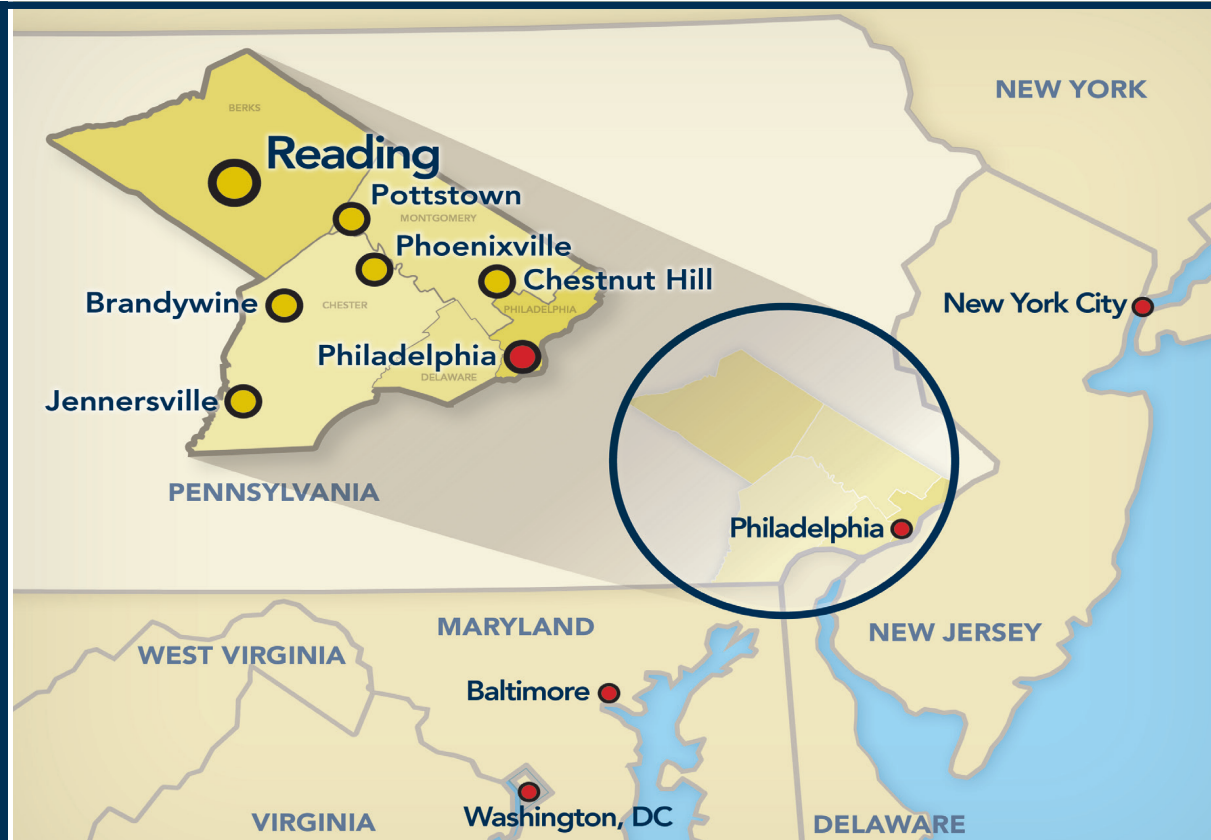 NEW YORK
BERKS
Reading
Pottstown
MONTGOMERY
Phoenixville
Chestnut Hill
Brandywine
CHESTER
PHILADELPHIA
New York City
Philadelphia
DELAWARE
Jennersville
PENNSYLVANIA
Philadelphia
MARYLAND
NEW JERSEY
WEST VIRGINIA
Baltimore
Washington, DC
VIRGINIA
DELAWARE